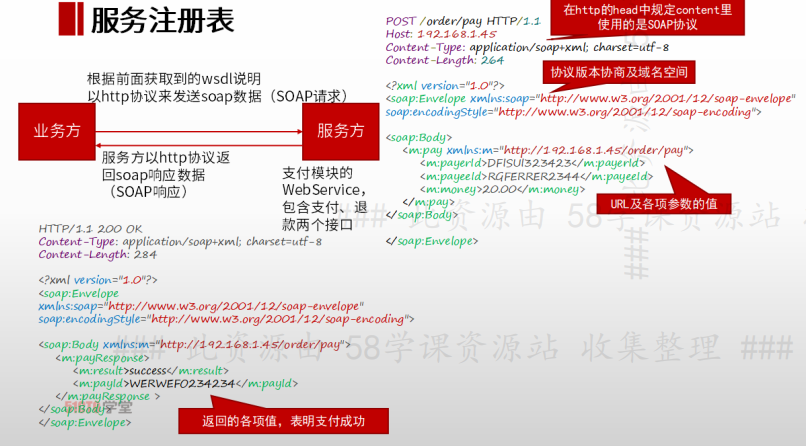 服务注册表
根据前面获取到的wsdl说明
以http协议来发送soap数据（SOAP请求）
业务方
服务方
服务方以http协议返
回soap响应数据
（SOAP响应）
支付模块的
WebService，
包含支付、退
款两个接口
POST /order/pay HTTP/1.1
Host: 192.168.1.45
Content-Type: application/soap+xml; charset=utf-8
Content-Length: 264
在http的head中规定content里
使用的是SOAP协议
<?xml version="1.0"?>
协议版本协商及域名空间
<soap:Envelope xmlns:soap="http://www.w3.org/2001/12/soap-envelope"
soap:encodingStyle="http://www.w3.org/2001/12/soap-encoding">
<soap:Body>
<m:pay xmlns:m="http://192.168.1.45/order/pay">
<m:payerId>DFISUI323423</m:payerId>
<m:payeeId>RGFERRER2344</m:payeeId>
<m:money>20.00</m:money>
</m:pay>
</soap:Body>
</soap:Envelope>
URL及各项参数的值
HTTP/1.1 200 OK
Content-Type: application/soap+xml; charset=utf-8
Content-Length: 284
<?xml version="1.0"?>
<soap:Envelope
xmlns:soap="http://www.w3.org/2001/12/soap-envelope"
soap:encodingStyle="http://www.w3.org/2001/12/soap-encoding">
<soap:Body xmlns:m="http://192.168.1.45/order/pay">
<m:payResponse>
<m:result>success</m:result>
<m:payId>WERWEF0234234</m:payId>
</m:payResponse >
</soap:Body>
</soap:Envelope>
学堂
返回的各项值，表明支付成功
### 此资源由 58学课资源站
### 此资源由 58学课资源站 收集整理 ###